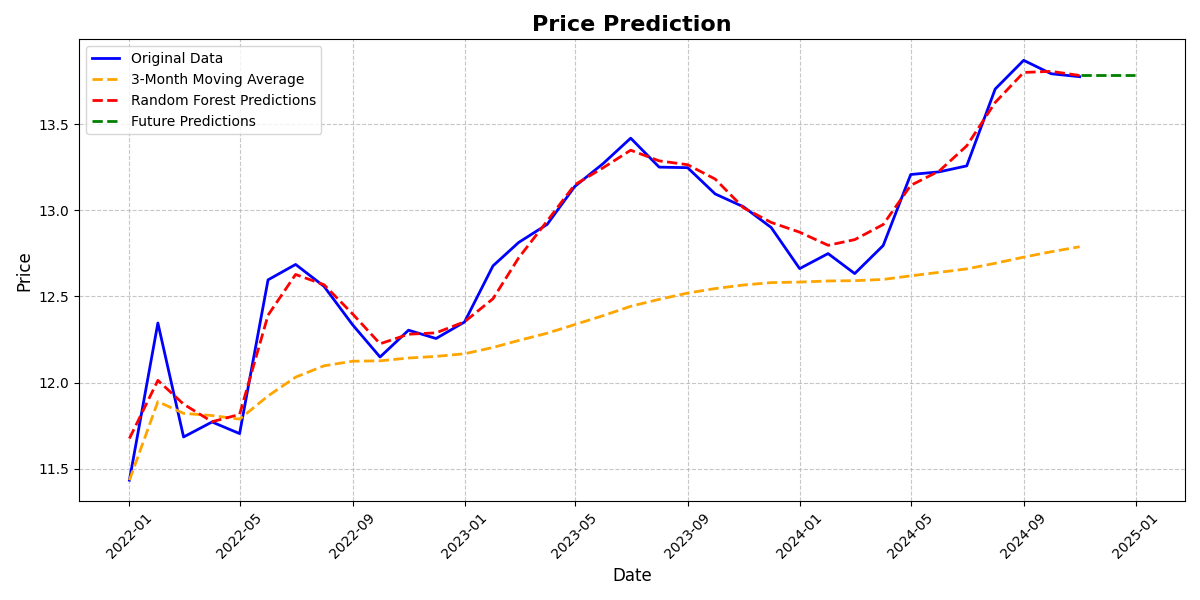 Price Prediction
Original Data
3-Month Moving Average
Random Forest Predictions
Future Predictions
Price
13.5
13.0
12.5
12.0
11.5
2022-01
2022-05
2022-09
2023-01
2023-05
2023-09
2024-01
2024-05
2024-09
2025-01
Date